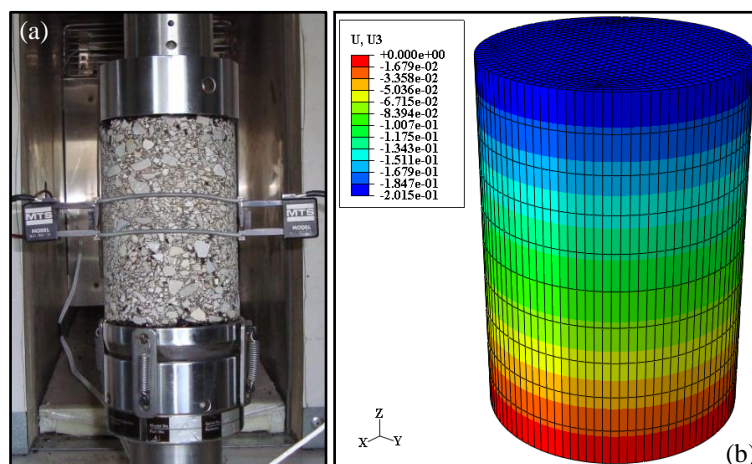 (a)
MTS
MODEL
MTS
MODEL
U, U3
+0.000e+00
-1.679e-02
-3.358e-02
-5.036e-02
-6.715e-02
-8.394e-02
-1.007e-01
-1.175e-01
-1.343e-01
-1.511e-01
-1.679e-01
-1.847e-01
-2.015e-01
Z
X
Y
(b)